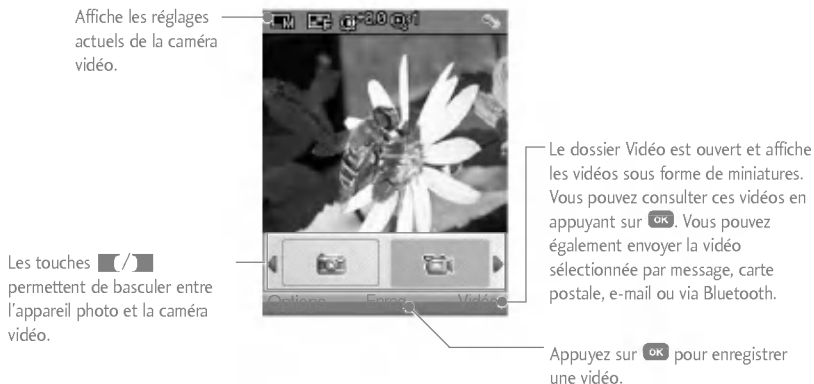 Affiche les réglages
actuels de la caméra
vidéo.
Le dossier Vidéo est ouvert et affiche
les vidéos sous forme de miniatures.
Vous pouvez consulter ces vidéos en
appuyant sur OK. Vous pouvez
également envoyer la vidéo
sélectionnée par message, carte
postale, e-mail ou via Bluetooth.
Les touches
permettent de basculer entre
l'appareil photo et la caméra
vidéo.
Options Enreg. Vidéo
Appuyez sur OK pour enregistrer
une vidéo.